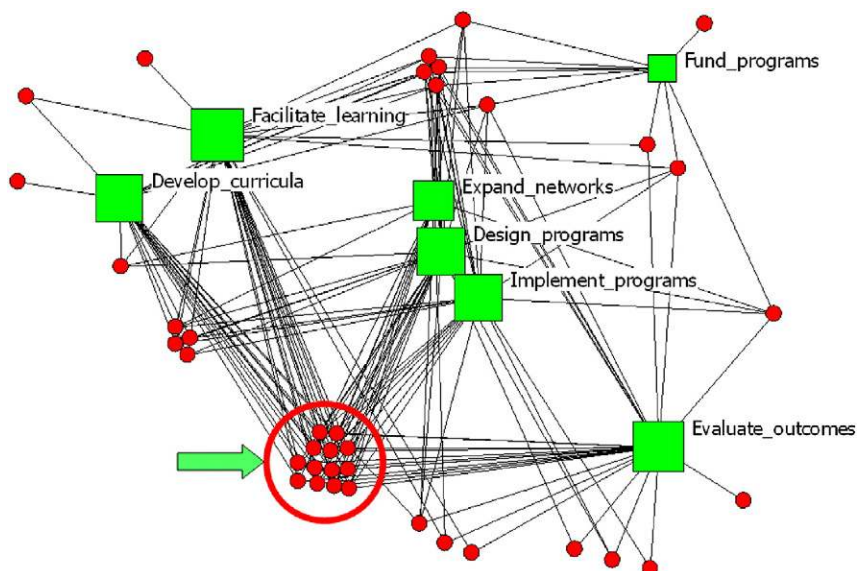 Fund_programs
Facilitate_learning
Develop_curricula
Expand_networks
Design_programs
Implement_programs
Evaluate_outcomes